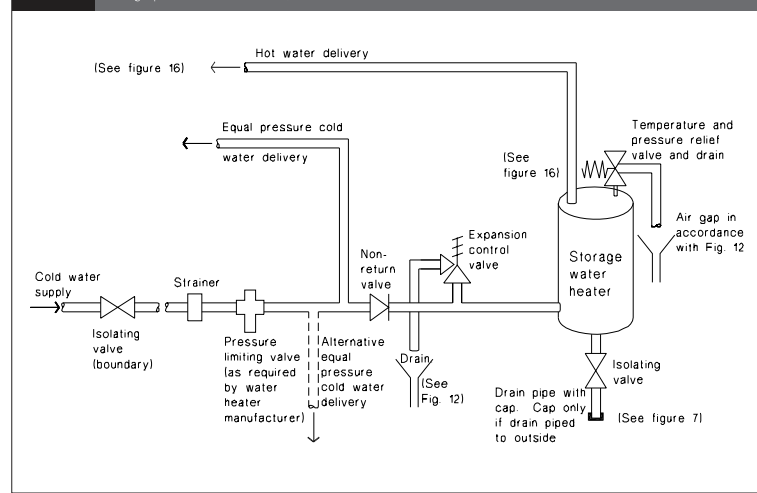 Hot water delivery
(See figure 16)
Equal pressure cold
water delivery
Temperature and
pressure relief
valve and drain
(See
figure 16)
Air gap in
accordance
with Fig. 12
Expansion
control
valve
Non-
return
valve
Storage
water
heater
Cold water
supply
Strainer
Isolating
valve
(boundary)
Pressure
limiting valve
(as required
by water
heater
manufacturer)
Alternative
equal
pressure
cold water
delivery
Drain
(See
Fig. 12)
Isolating
valve
Drain pipe with
cap. Cap only
if drain piped
to outside
(See figure 7)